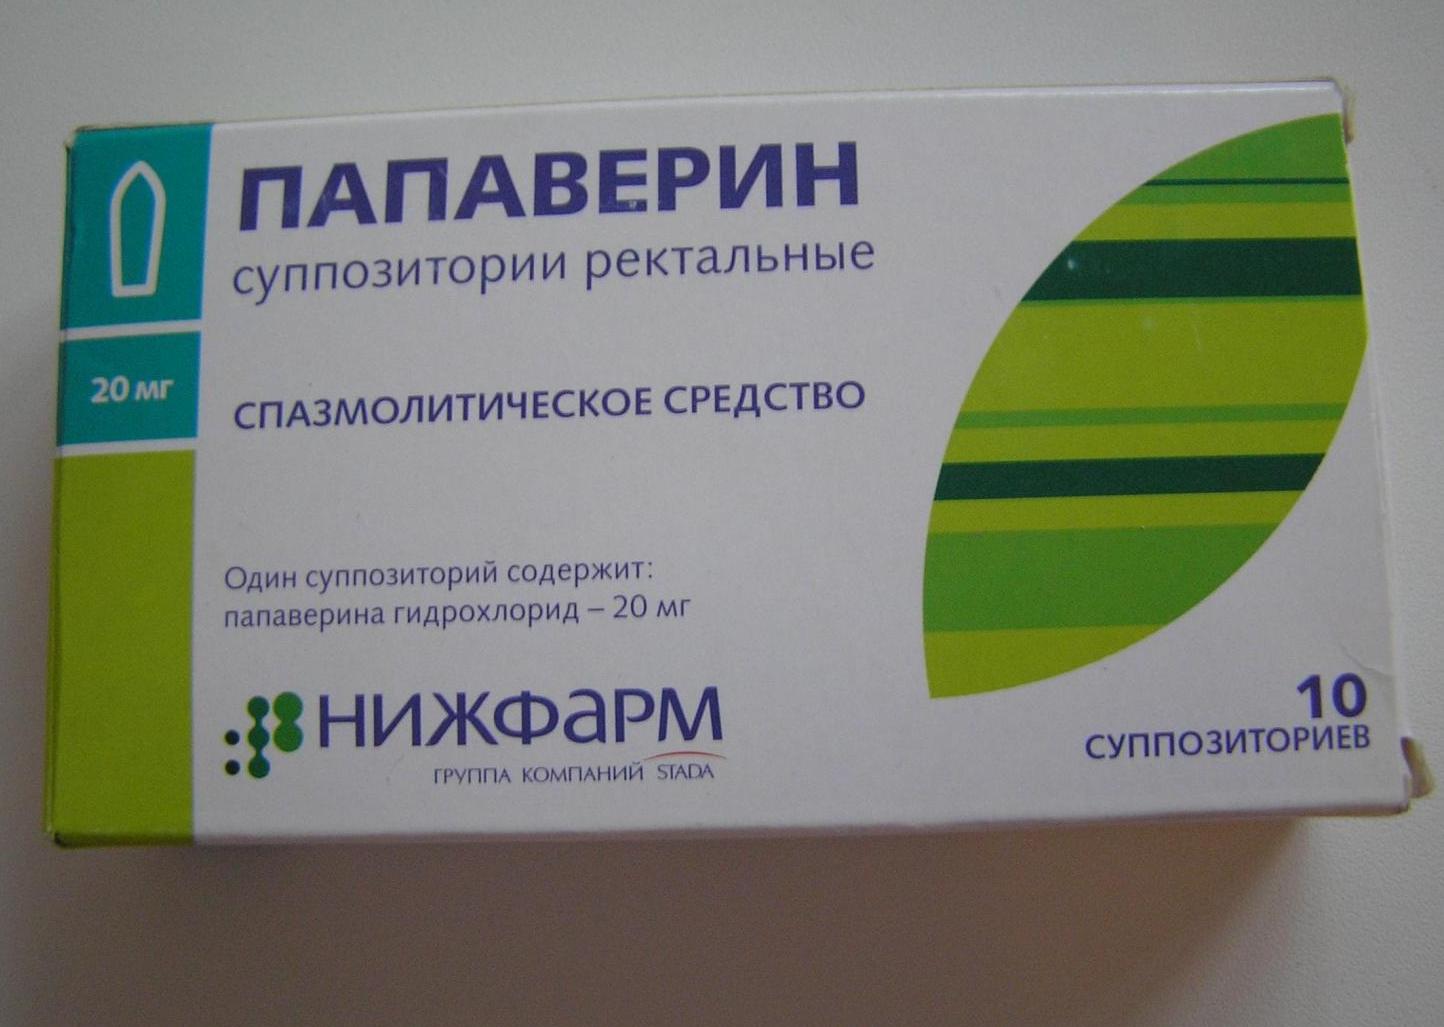 ПАПАВЕРИН
суппозитории ректальные
20 мг
СПАЗМОЛИТИЧЕСКОЕ СРЕДСТВО
Один суппозиторий содержит:
папаверина гидрохлорид – 20 мг
НИЖФАРМ
ГРУППА КОМПАНИЙ STADA
10
СУППОЗИТОРИЕВ